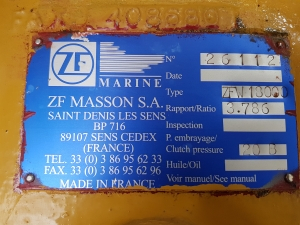 ZF
MARINE
ZF MASSON S.A.
SAINT DENIS LES SENS
BP 716
89107 SENS CEDEX
(FRANCE)
TEL. 33 (0) 3 86 95 62 33
FAX. 33 (0) 3 86 95 62 96
MADE IN FRANCE
N° 26112
Date
Type
Rapport/Ratio 3.786
Inspection
P. embrayage/
Clutch pressure 20 B
Huile/Oil
Voir manuel/See manual